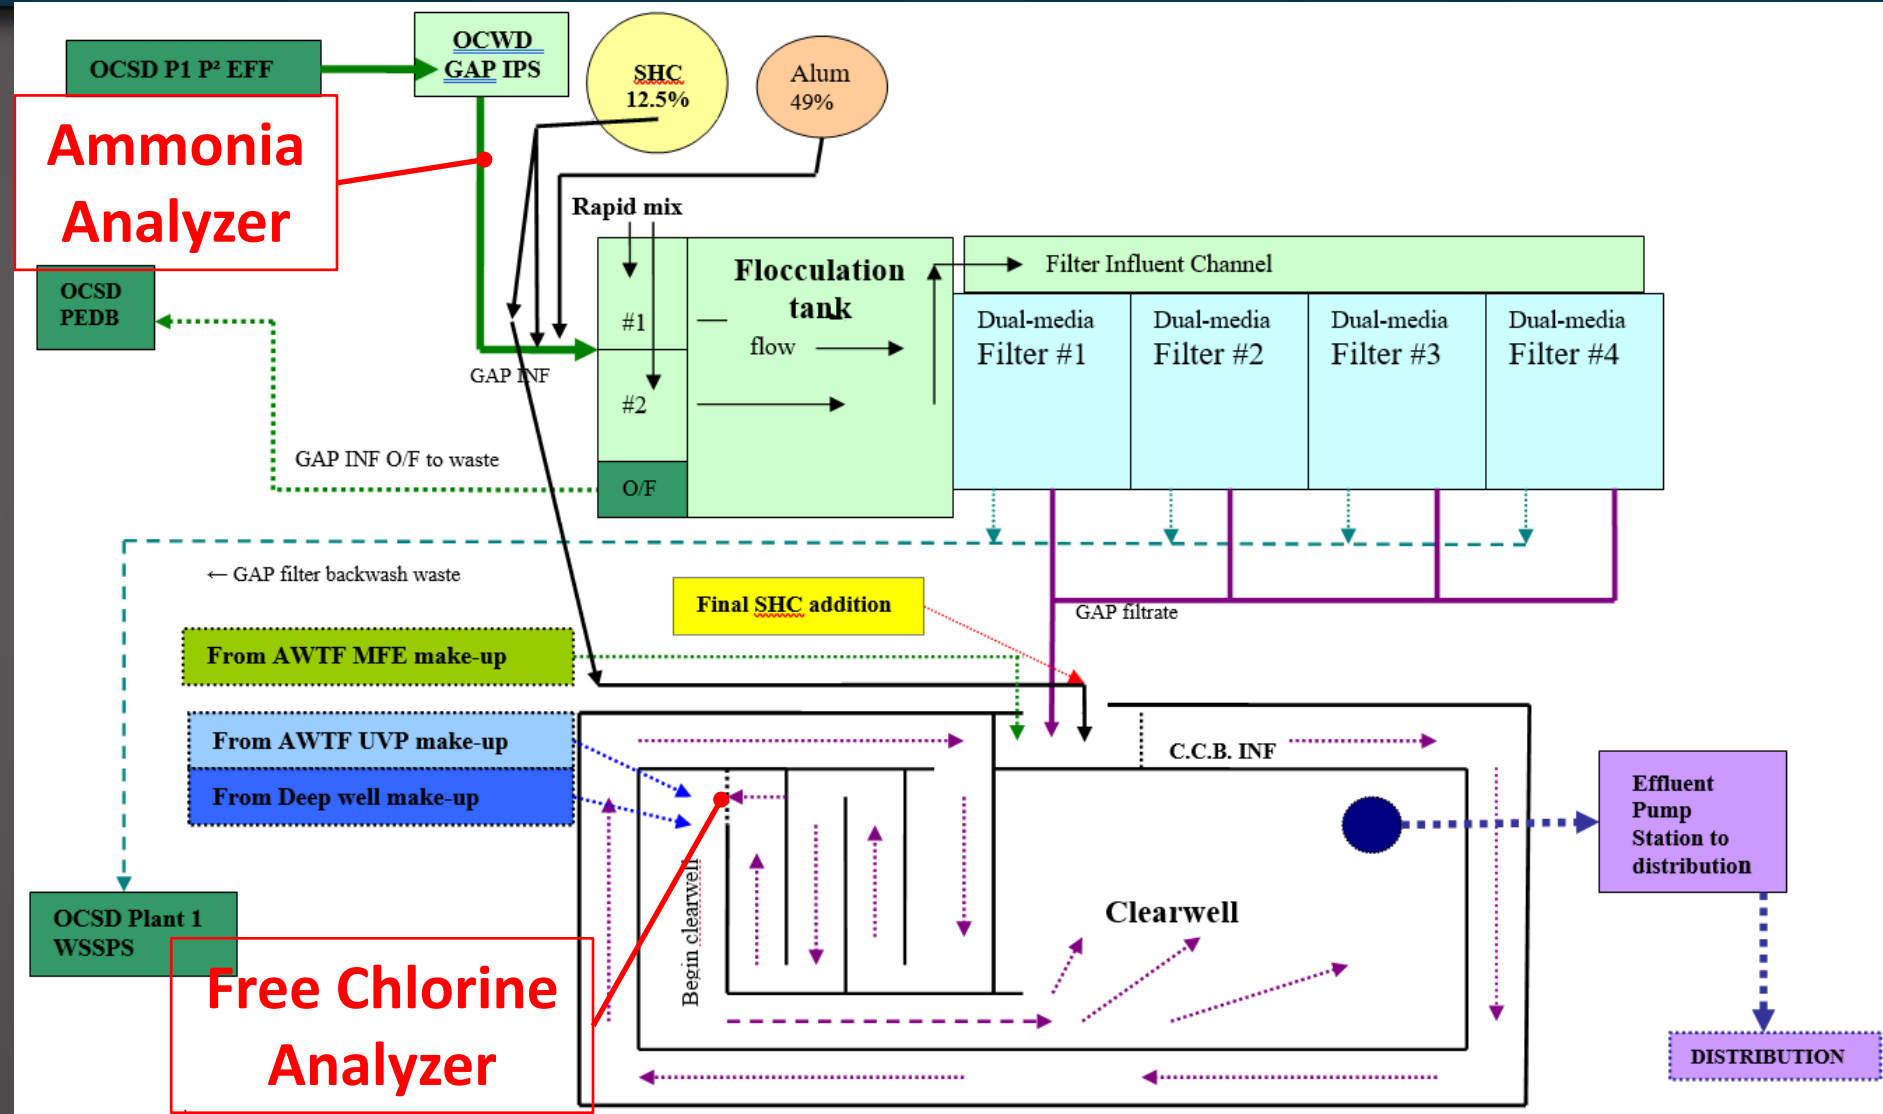 OCSD P1 P² EFF
OCWD
GAP IPS
SHC
12.5%
Alum
49%
Ammonia
Analyzer
Rapid mix
OCSD
PEDB
#1
#2
O/F
Flocculation
tank
flow
Filter Influent Channel
Dual-media
Filter #1
Dual-media
Filter #2
Dual-media
Filter #3
Dual-media
Filter #4
GAP INF
GAP INF O/F to waste
← GAP filter backwash waste
Final SHC addition
GAP filtrate
From AWTF MFE make-up
From AWTF UVP make-up
From Deep well make-up
C.C.B. INF
Effluent
Pump
Station to
distribution
Begin clearwell
Clearwell
OCSD Plant 1
WSSPS
Free Chlorine
Analyzer
DISTRIBUTION